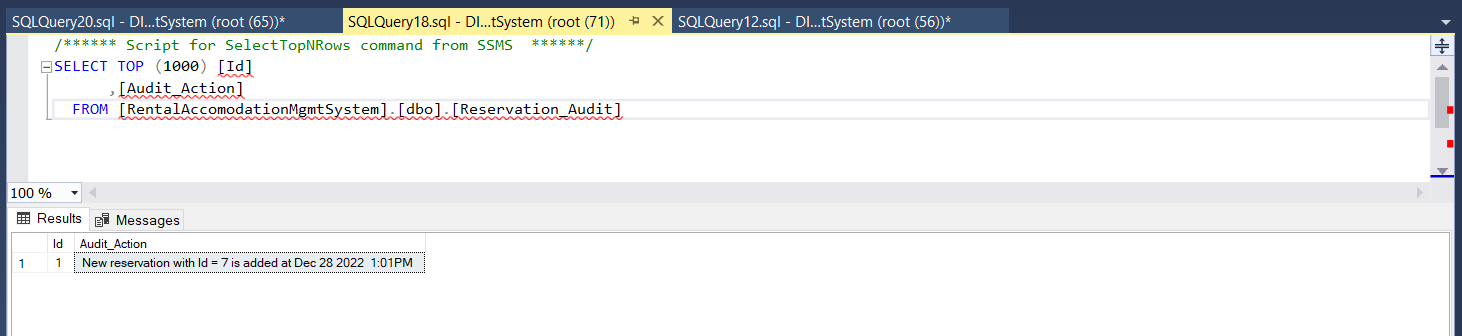 SQLQuery20.sql - DI...tSystem (root (65))* SQLQuery18.sql - DI...tSystem (root (71)) SQLQuery12.sql - DI...tSystem (root (56))*
/****** Script for SelectTopNRows command from SSMS  ******/
SELECT TOP (1000) [Id]
      ,[Audit_Action]
  FROM [RentalAccomodationMgmtSystem].[dbo].[Reservation_Audit]
100 %
Results Messages
Id Audit_Action
1 1 New reservation with Id = 7 is added at Dec 28 2022  1:01PM